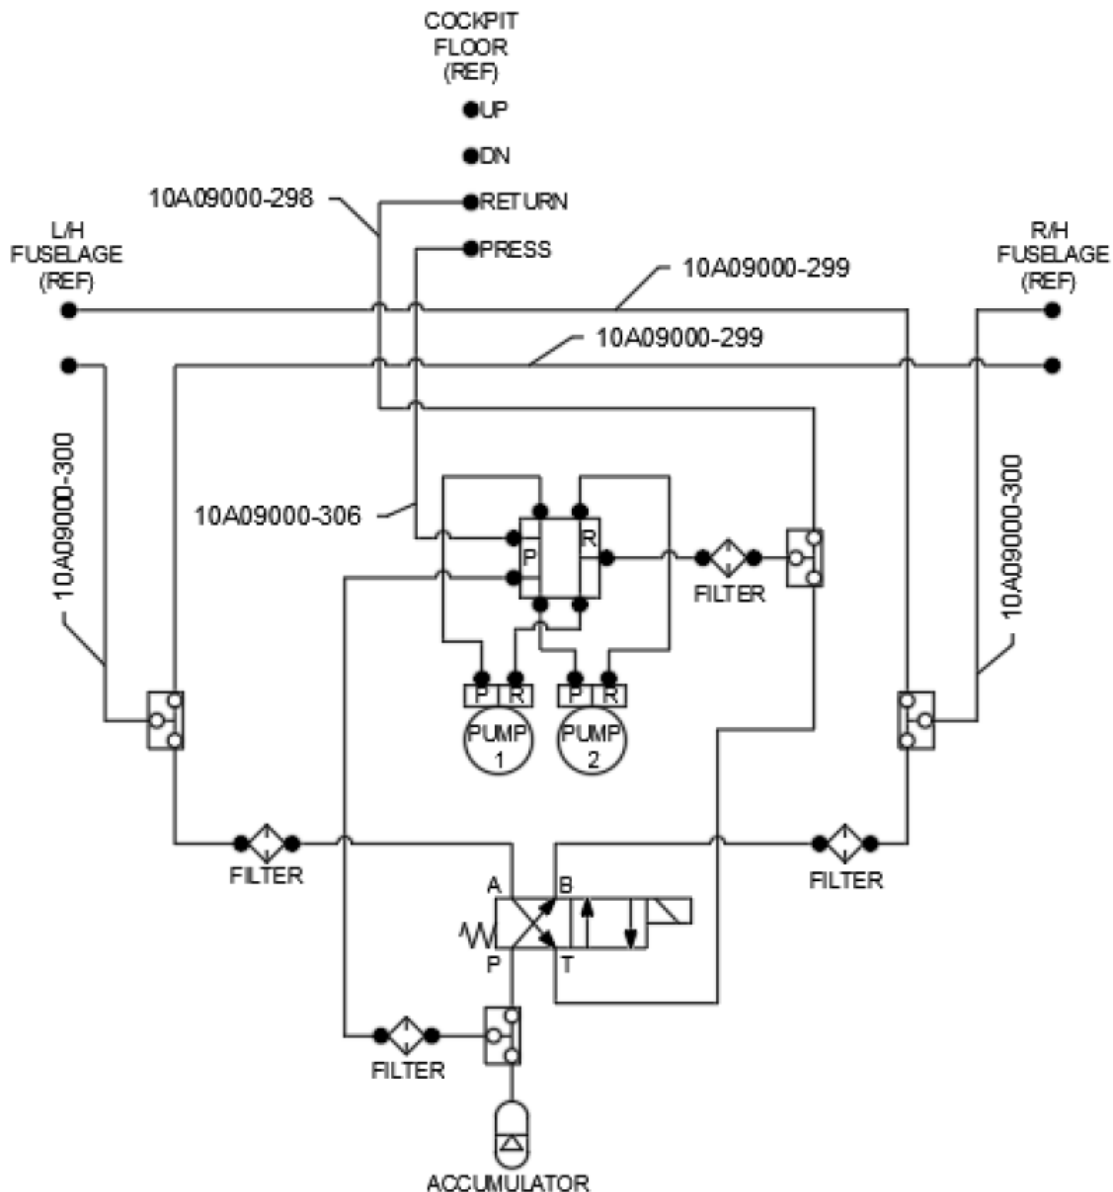 COCKPIT
FLOOR
(REF)
UP
DN
10A09000-298
RETURN
L/H
FUSELAGE
(REF)
PRESS
R/H
FUSELAGE
(REF)
10A09000-299
10A09000-299
10A09000-300
10A09000-306
P
R
FILTER
10A09000-300
P R
P R
PUMP
1
PUMP
2
FILTER
FILTER
A
B
P
T
FILTER
ACCUMULATOR